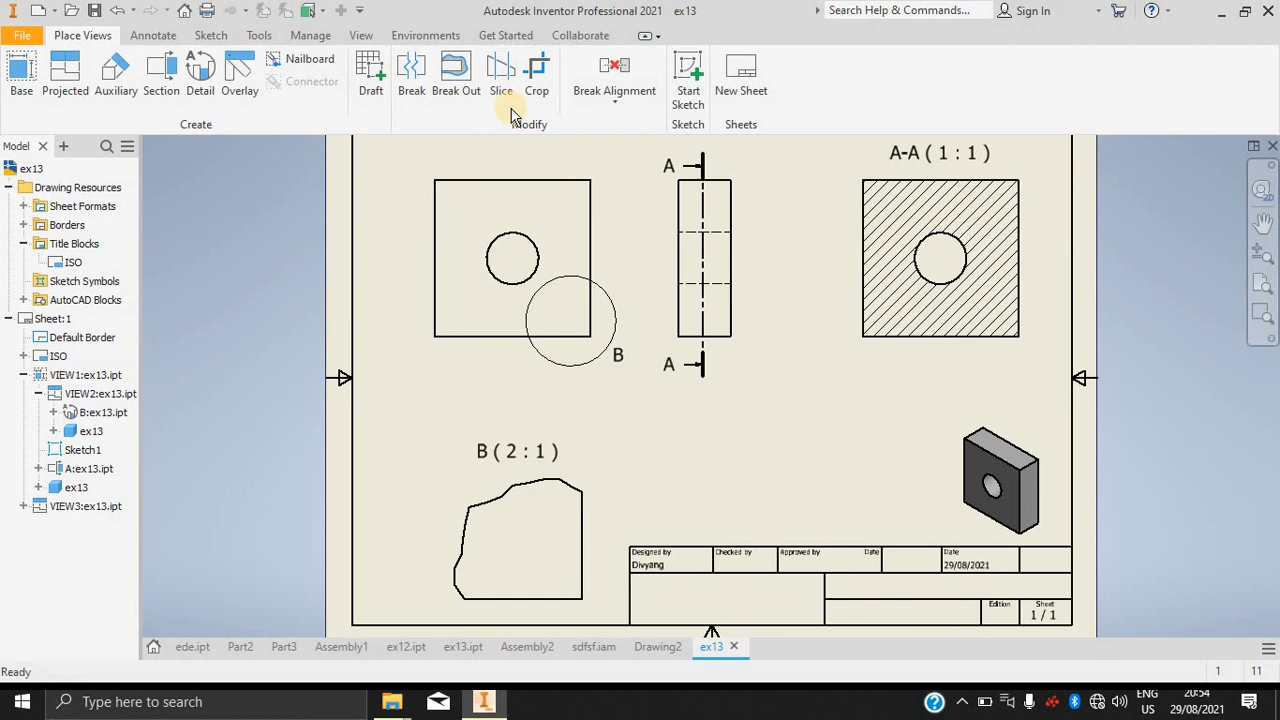 Autodesk Inventor Professional 2021 ex13
Search Help & Commands...
Sign In
File
Place Views
Annotate
Sketch
Tools
Manage
View
Environments
Get Started
Collaborate
Base
Projected
Auxiliary
Section
Detail
Overlay
Nailboard
Connector
Draft
Break
Break Out
Slice
Crop
Break Alignment
Start
Sketch
New Sheet
Create
Modify
Sketch
Sheets
Model
ex13
Drawing Resources
Sheet Formats
Borders
Title Blocks
ISO
Sketch Symbols
AutoCAD Blocks
Sheet:1
Default Border
ISO
VIEW1:ex13.ipt
VIEW2:ex13.ipt
B:ex13.ipt
ex13
Sketch1
A:ex13.ipt
ex13
VIEW3:ex13.ipt
A
A
A-A ( 1 : 1 )
B
B ( 2 : 1 )
Designed by
Divyang
Checked by
Approved by
Date
Date
29/08/2021
Edition
Sheet
1 / 1
ede.ipt
Part2
Part3
Assembly1
ex12.ipt
ex13.ipt
Assembly2
sdfsf.iam
Drawing2
ex13
Ready
1
11
Type here to search
ENG
US
20:54
29/08/2021